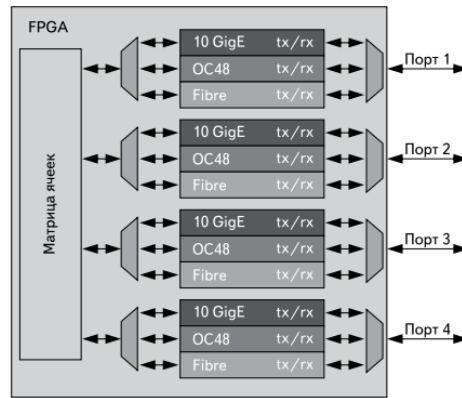 FPGA
10 GigE tx/rx
OC48 tx/rx
Fibre tx/rx
Порт 1
10 GigE tx/rx
OC48 tx/rx
Fibre tx/rx
Порт 2
Матрица ячеек
10 GigE tx/rx
OC48 tx/rx
Fibre tx/rx
Порт 3
10 GigE tx/rx
OC48 tx/rx
Fibre tx/rx
Порт 4